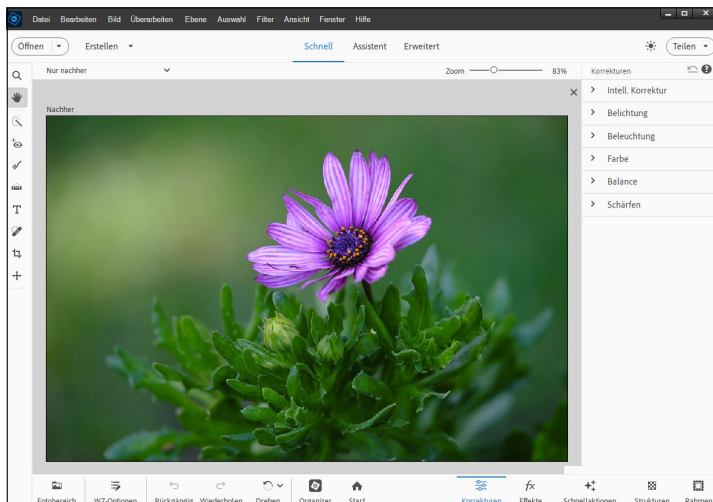 Datei Bearbeiten Bild Überarbeiten Ebene Auswahl Filter Ansicht Fenster Hilfe
Öffnen Erstellen Schnell Assistent Erweitert Teilen
Nur nachher Zoom 83% Korrekturen
Intell. Korrektur
Nachher
Belichtung
Beleuchtung
Farbe
Balance
Schärfen
T
fx
Fotobereich WZ-Optionen Rückgängig Wiederholen Drehen Organizer Start Korrekturen Effekte Schnellaktionen Strukturen Rahmen